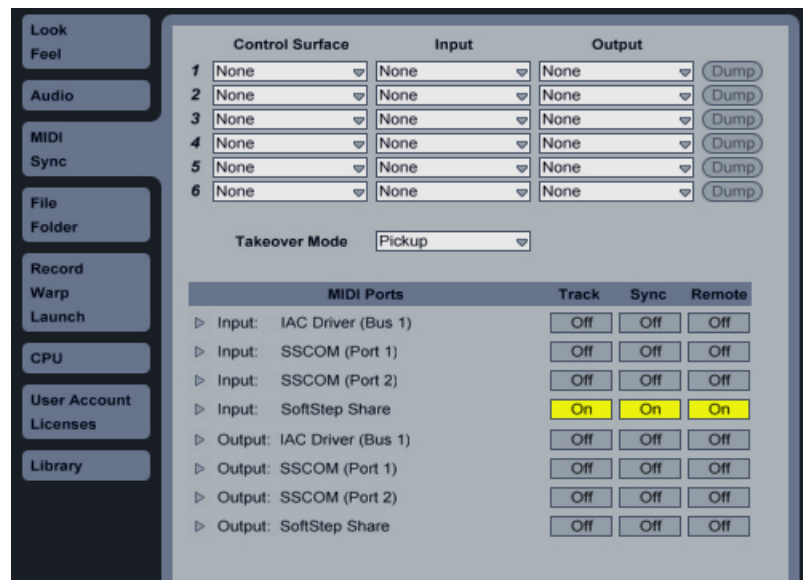 Look
Feel
Audio
MIDI
Sync
File
Folder
Record
Warp
Launch
CPU
User Account
Licenses
Library
Control Surface Input Output
1 None None None Dump
2 None None None Dump
3 None None None Dump
4 None None None Dump
5 None None None Dump
6 None None None Dump
Takeover Mode Pickup
MIDI Ports Track Sync Remote
Input: IAC Driver (Bus 1) Off Off Off
Input: SSCOM (Port 1) Off Off Off
Input: SSCOM (Port 2) Off Off Off
Input: SoftStep Share On On On
Output: IAC Driver (Bus 1) Off Off Off
Output: SSCOM (Port 1) Off Off Off
Output: SSCOM (Port 2) Off Off Off
Output: SoftStep Share Off Off Off